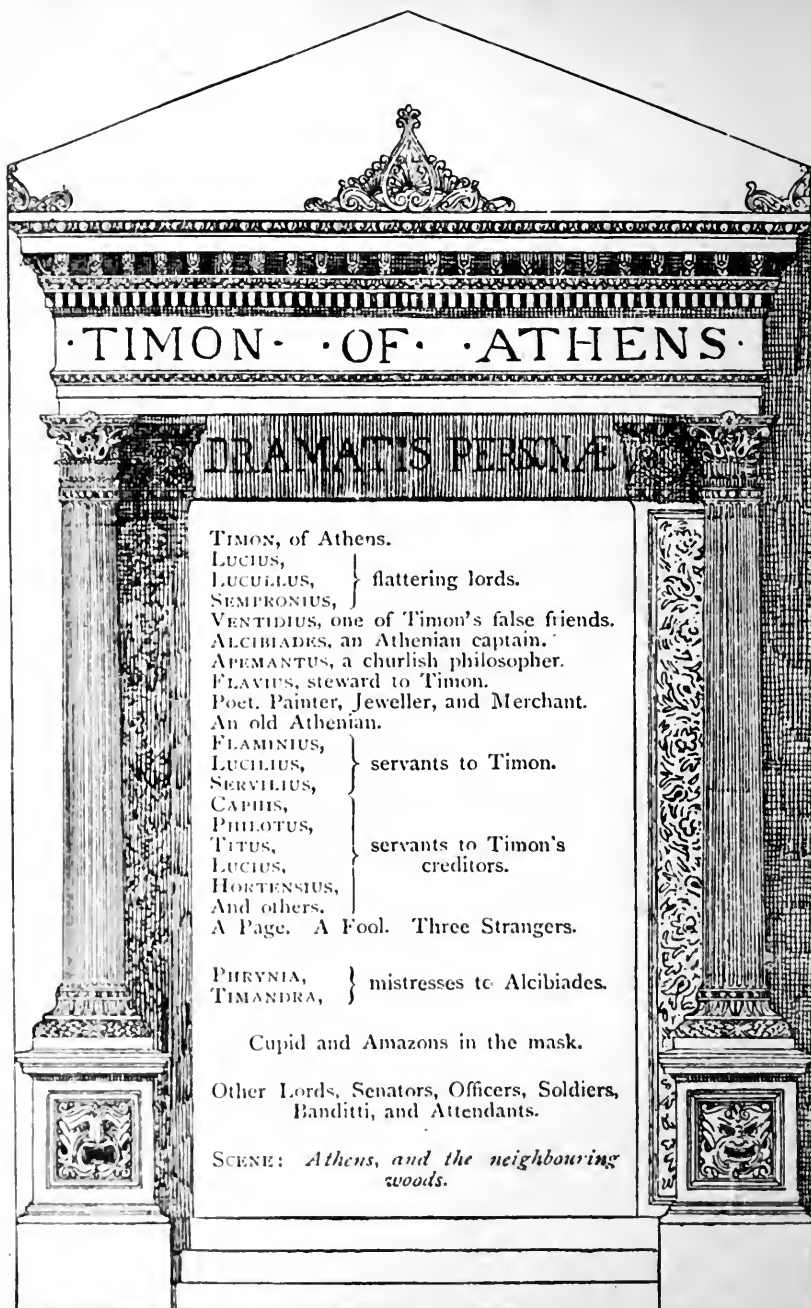 ·TIMON· ·OF· ·ATHENS·
DRAMATIS PERSONÆ
TIMON, of Athens.
LUCIUS,
LUCULLUS, } flattering lords.
SEMPRONIUS,
VENTIDIUS, one of Timon's false friends.
ALCIBIADES, an Athenian captain.
APEMANTUS, a churlish philosopher.
FLAVIUS, steward to Timon.
Poet. Painter, Jeweller, and Merchant.
An old Athenian.
FLAMINIUS,
LUCILIUS, } servants to Timon.
SERVILIUS,
CAPHIS,
PHILOTUS,
TITUS, } servants to Timon's
LUCIUS, creditors.
HORTENSIUS,
And others.
A Page. A Fool. Three Strangers.
PHRYNIA, } mistresses to Alcibiades.
TIMANDRA,
Cupid and Amazons in the mask.
Other Lords, Senators, Officers, Soldiers,
Banditti, and Attendants.
SCENE: Athens, and the neighbouring
woods.